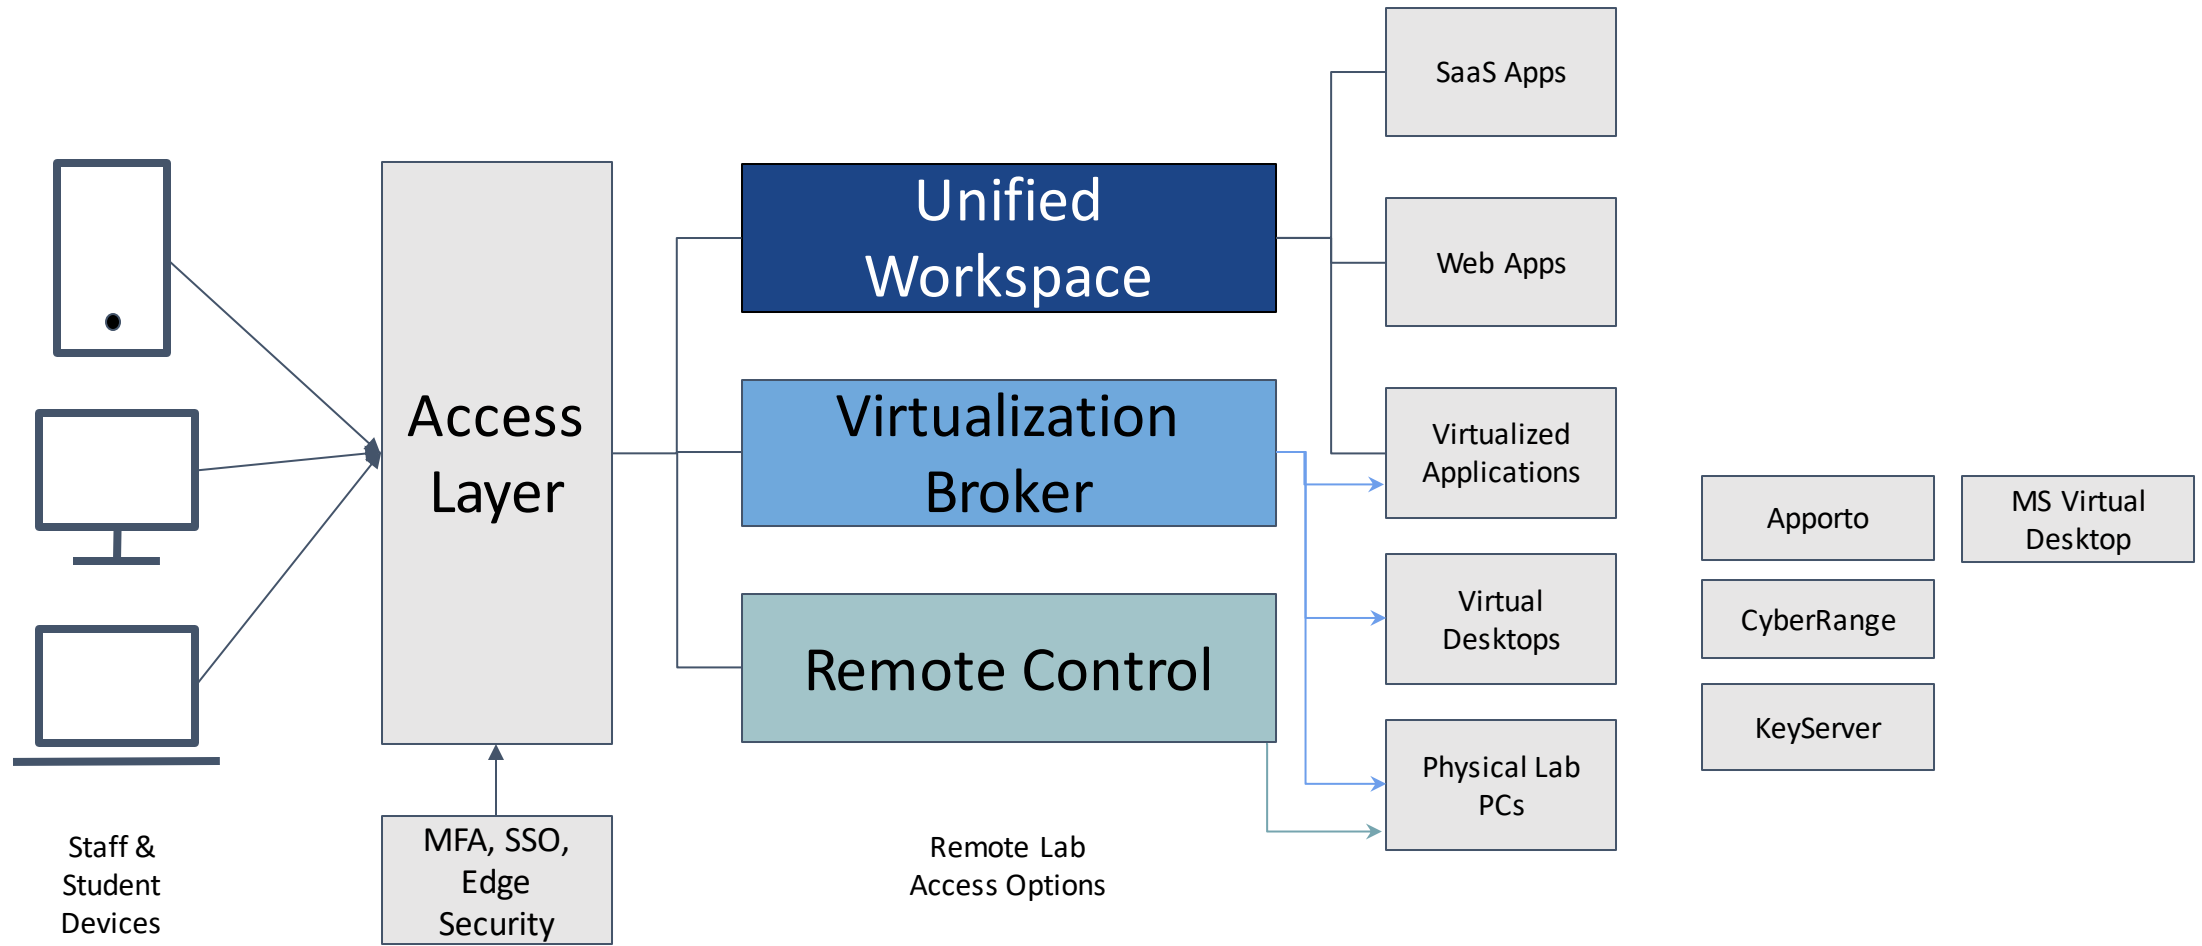 SaaS Apps
Unified
Workspace
Web Apps
Access
Layer
Virtualization
Broker
Virtualized
Applications
Apporto
MS Virtual
Desktop
Virtual
Desktops
CyberRange
Remote Control
KeyServer
Physical Lab
PCs
Staff &
Student
Devices
MFA, SSO,
Edge
Security
Remote Lab
Access Options